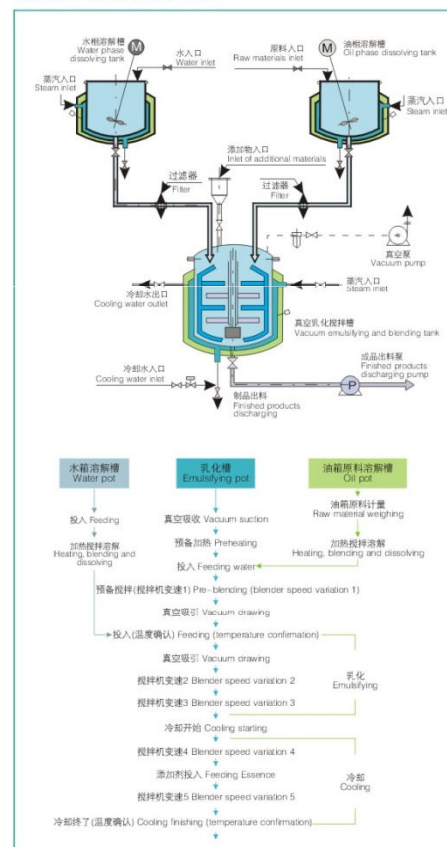 水相溶解槽
Water phase
dissolving tank
M
水入口
Water inlet
蒸汽入口
Steam inlet
原料入口
Raw materials inlet
M
油相溶解槽
Oil phase dissolving tank
蒸汽入口
Steam inlet
添加物入口
Inlet of additional materials
过滤器
Filter
过滤器
Filter
真空泵
Vacuum pump
冷却水出口
Cooling water outlet
蒸汽入口
Steam inlet
真空乳化搅拌槽
Vacuum emulsifying and blending tank
冷却水入口
Cooling water inlet
制品出料
Finished products
discharging
成品出料泵
Finished products
discharging pump
P
水箱溶解槽
Water pot
乳化槽
Emulsifying pot
油箱原料溶解槽
Oil pot
投入 Feeding
加热搅拌溶解
Heating, blending and
dissolving
真空吸收 Vacuum suction
预备加热 Preheating
投入 Feeding water
油箱原料计量
Raw material weighing
加热搅拌溶解
Heating, blending and dissolving
预备搅拌(搅拌机变速1) Pre-blending (blender speed variation 1)
真空吸引 Vacuum drawing
投入(温度确认) Feeding (temperature confirmation)
真空吸引 Vacuum drawing
搅拌机变速2 Blender speed variation 2
搅拌机变速3 Blender speed variation 3
乳化
Emulsifying
冷却开始 Cooling starting
搅拌机变速4 Blender speed variation 4
添加剂投入 Feeding Essence
搅拌机变速5 Blender speed variation 5
冷却
Cooling
冷却终了(温度确认) Cooling finishing (temperature confirmation)